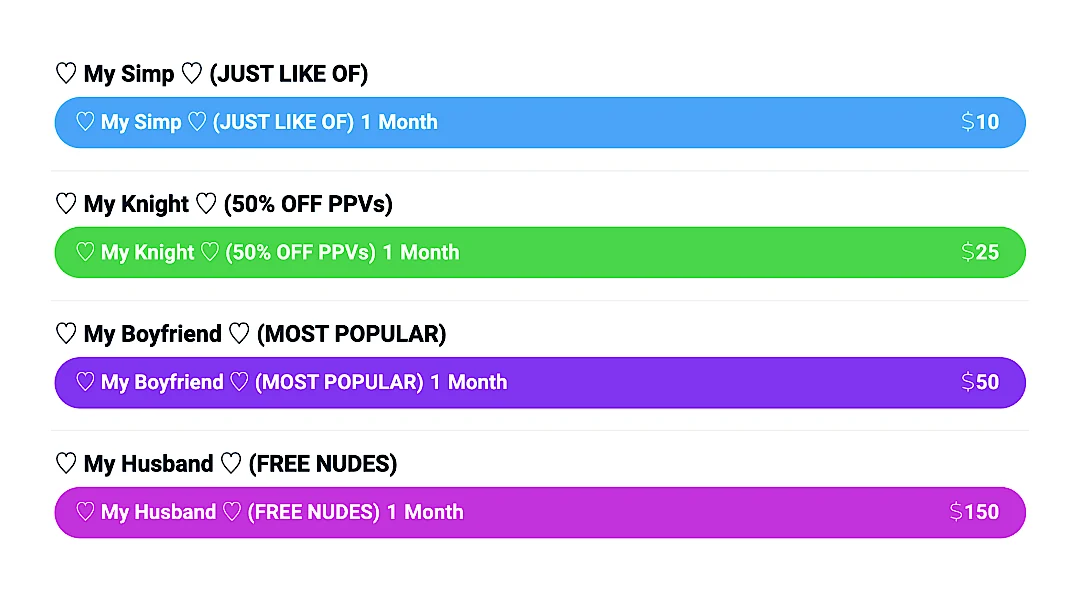 ♡ My Simp ♡ (JUST LIKE OF)
♡ My Simp ♡ (JUST LIKE OF) 1 Month $10
♡ My Knight ♡ (50% OFF PPVs)
♡ My Knight ♡ (50% OFF PPVs) 1 Month $25
♡ My Boyfriend ♡ (MOST POPULAR)
♡ My Boyfriend ♡ (MOST POPULAR) 1 Month $50
♡ My Husband ♡ (FREE NUDES)
♡ My Husband ♡ (FREE NUDES) 1 Month $150